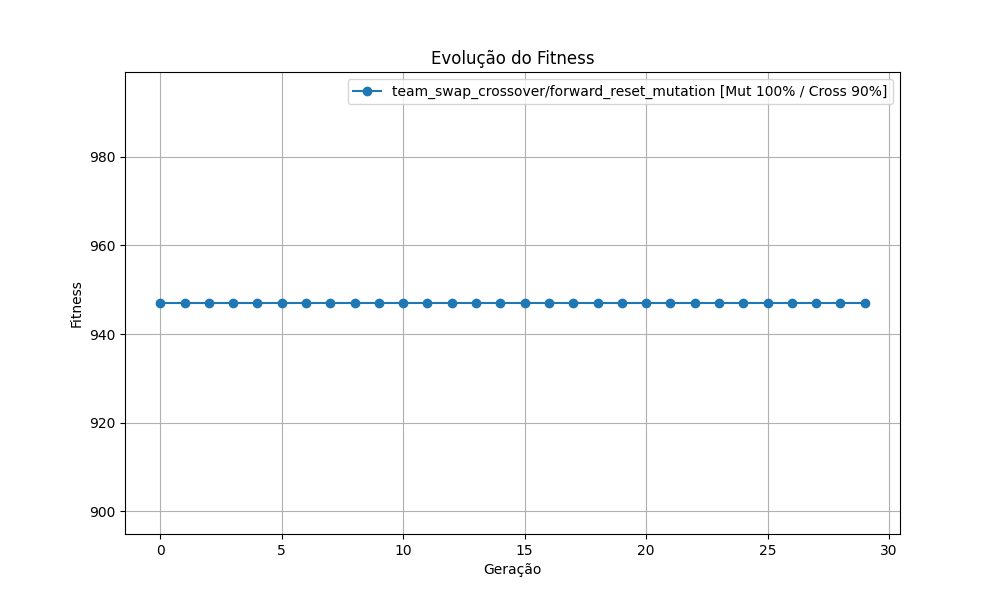 Evolução do Fitness
team_swap_crossover/forward_reset_mutation [Mut 100% / Cross 90%]
Fitness
980
960
940
920
900
0 5 10 15 20 25 30
Geração